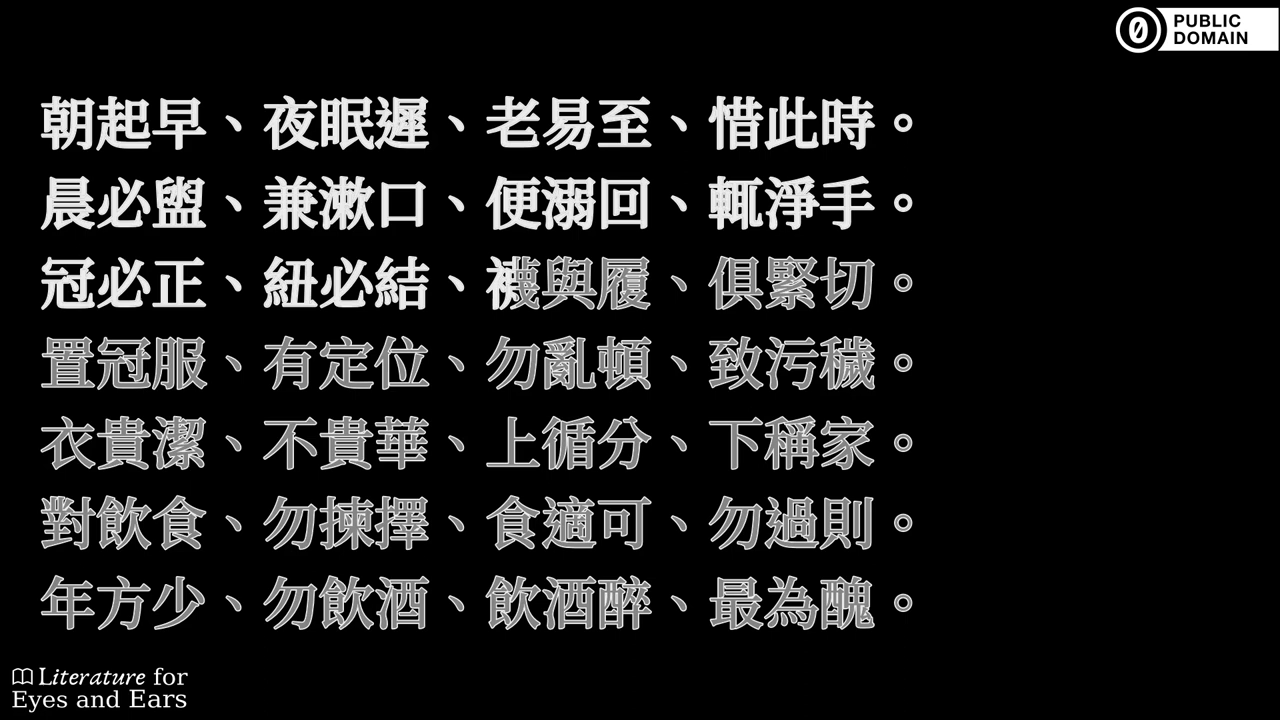 PUBLIC
DOMAIN
朝起早、夜眠遲、老易至、惜此時。
晨必盥、兼漱口、便溺回、輒淨手。
冠必正、紐必結、襪與履、俱緊切。
置冠服、有定位、勿亂頓、致污穢。
衣貴潔、不貴華、上循分、下稱家。
對飲食、勿揀擇、食適可、勿過則。
年方少、勿飲酒、飲酒醉、最為醜。
Literature for
Eyes and Ears